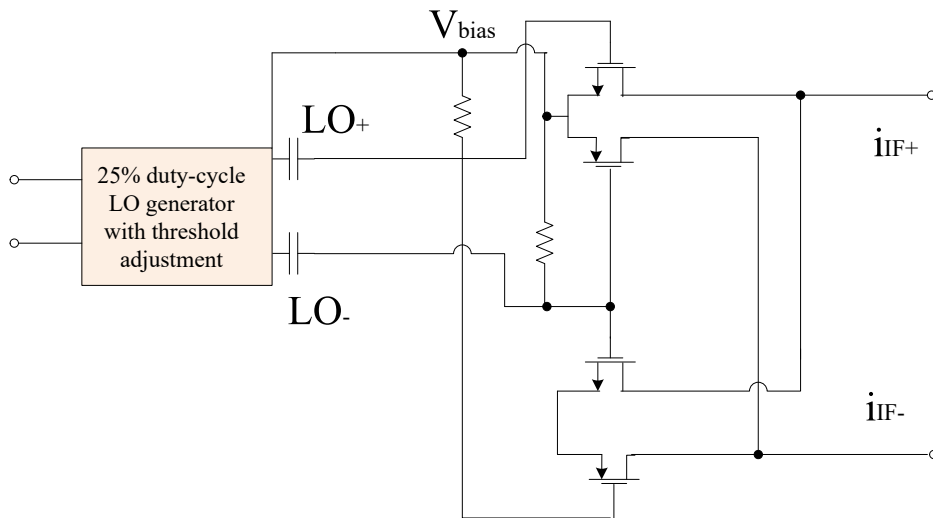 Vbias
LO+
25% duty-cycle
LO generator
with threshold
adjustment
LO-
iIF+
iIF-